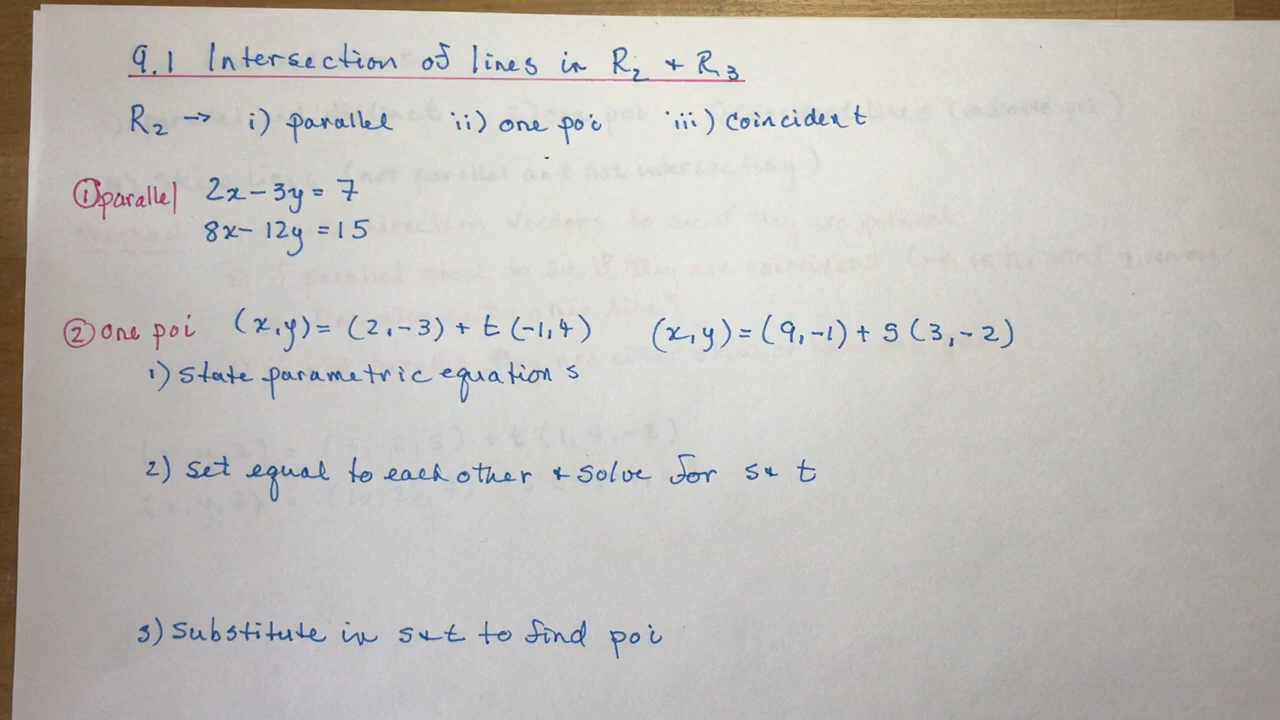 9.1 Intersection of lines in R₂ + R₃
R₂ → i) parallel ii) one poi iii) coincident
① parallel 2x - 3y = 7
8x - 12y = 15
② one poi (x,y) = (2,-3) + t(-1,4) (x,y) = (9,-1) + s(3,-2)
1) state parametric equations
2) set equal to each other + solve for s + t
3) Substitute in s + t to find poi